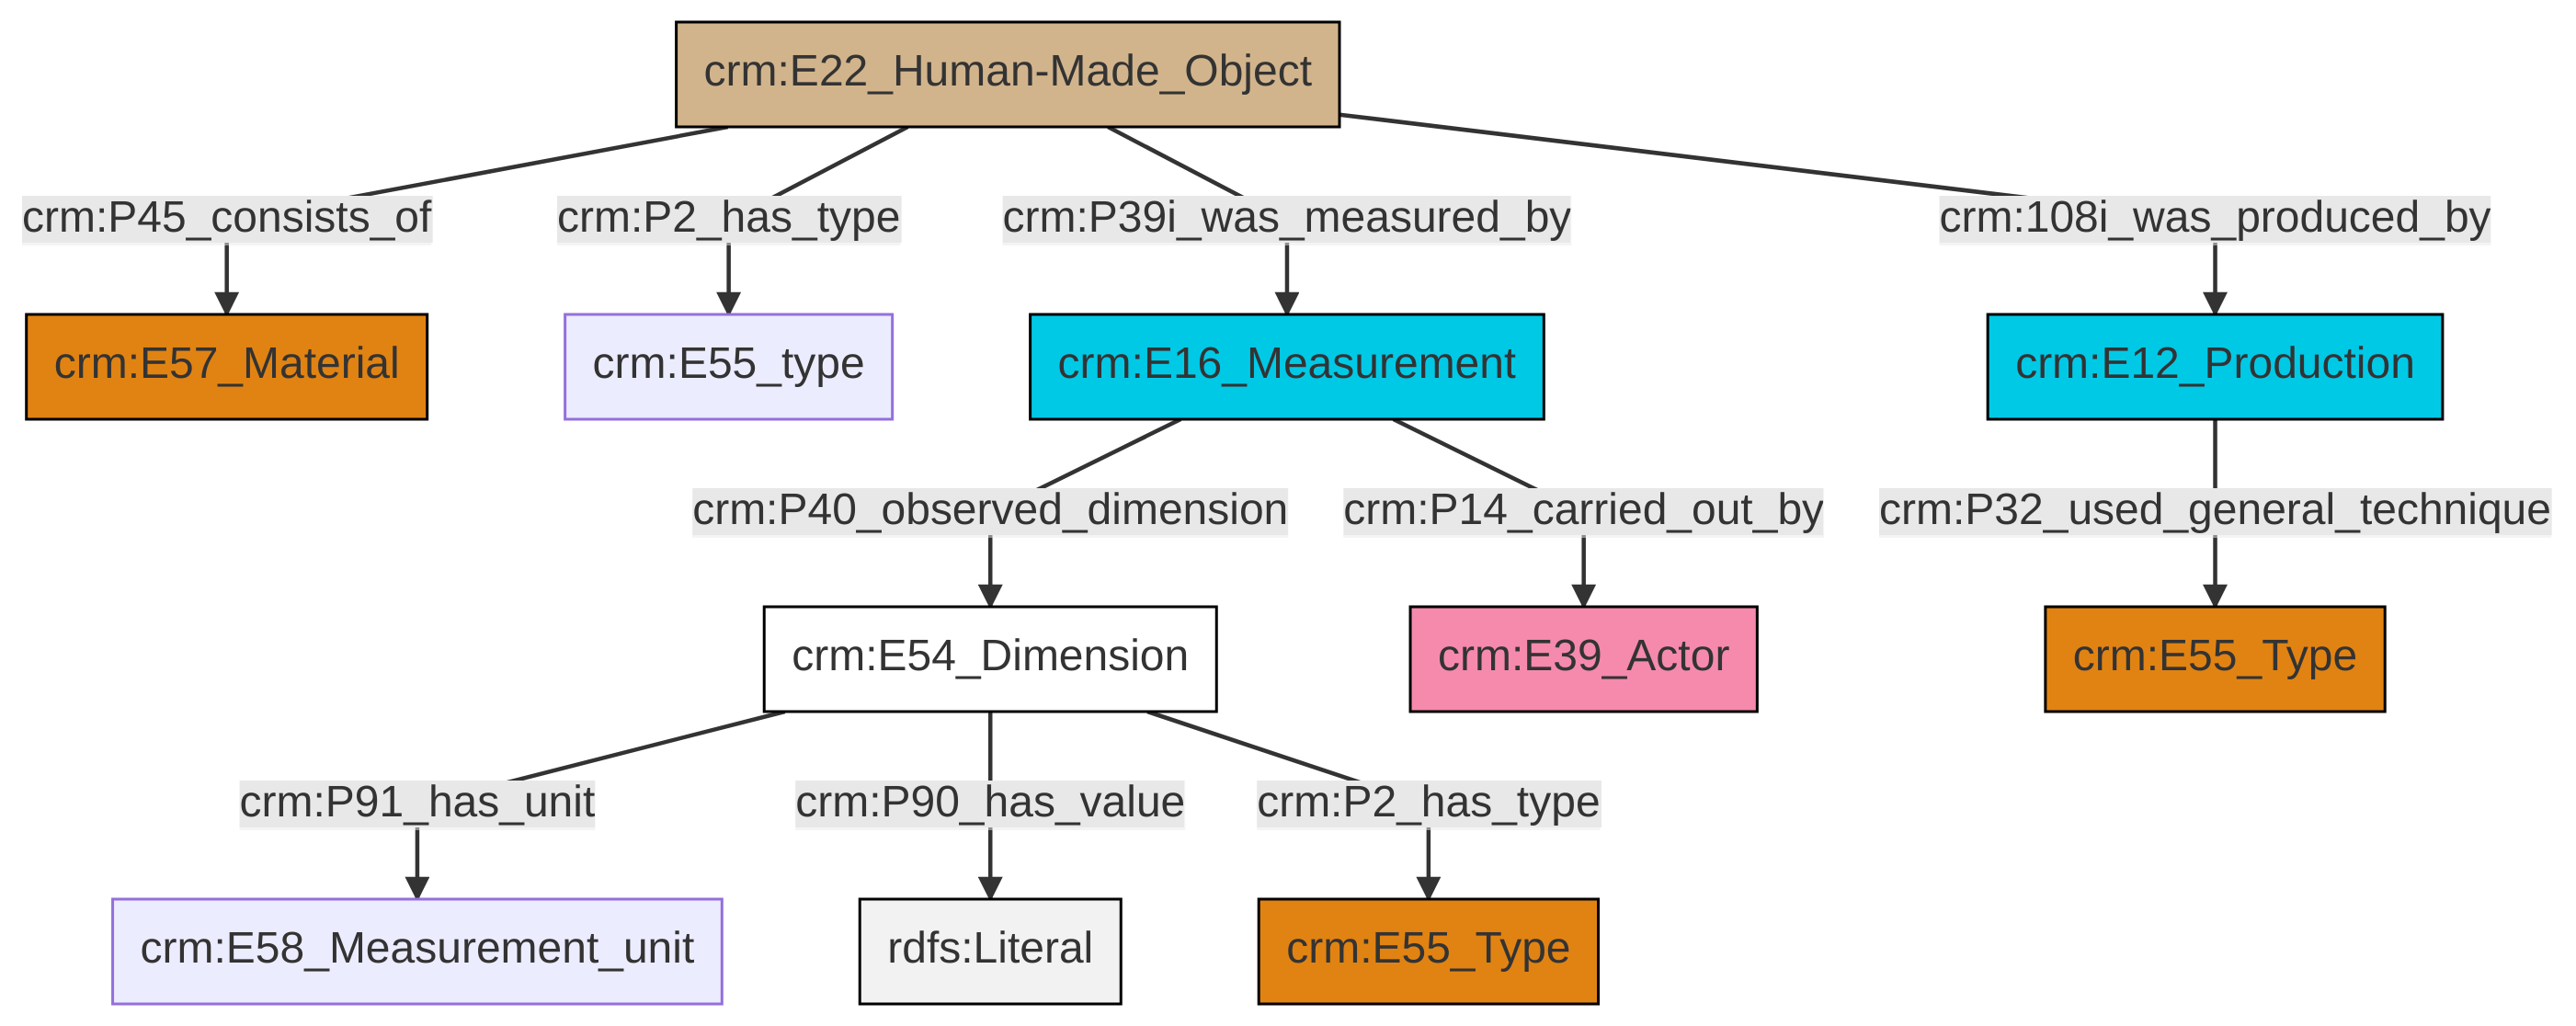 crm:E22_Human-Made_Object
crm:P45_consists_of
crm:P2_has_type
crm:P39i_was_measured_by
crm:108i_was_produced_by
crm:E57_Material
crm:E55_type
crm:E16_Measurement
crm:E12_Production
crm:P40_observed_dimension
crm:P14_carried_out_by
crm:P32_used_general_technique
crm:E54_Dimension
crm:E39_Actor
crm:E55_Type
crm:P91_has_unit
crm:P90_has_value
crm:P2_has_type
crm:E58_Measurement_unit
rdfs:Literal
crm:E55_Type